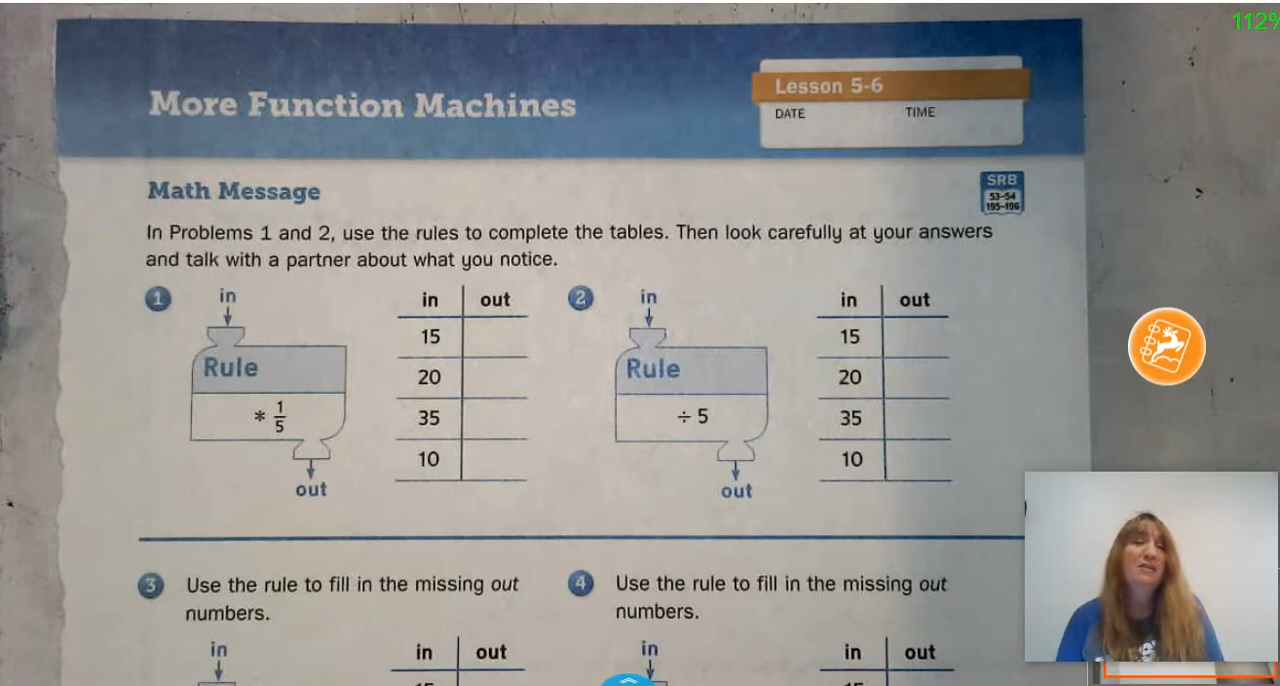 112%
More Function Machines
Lesson 5-6
DATE TIME
Math Message
SRB
53–54
195–196
In Problems 1 and 2, use the rules to complete the tables. Then look carefully at your answers
and talk with a partner about what you notice.
1
in
Rule
* 1/5
out
in out
15
20
35
10
2
in
Rule
÷ 5
out
in out
15
20
35
10
3 Use the rule to fill in the missing out
numbers.
in
in out
4 Use the rule to fill in the missing out
numbers.
in
in out